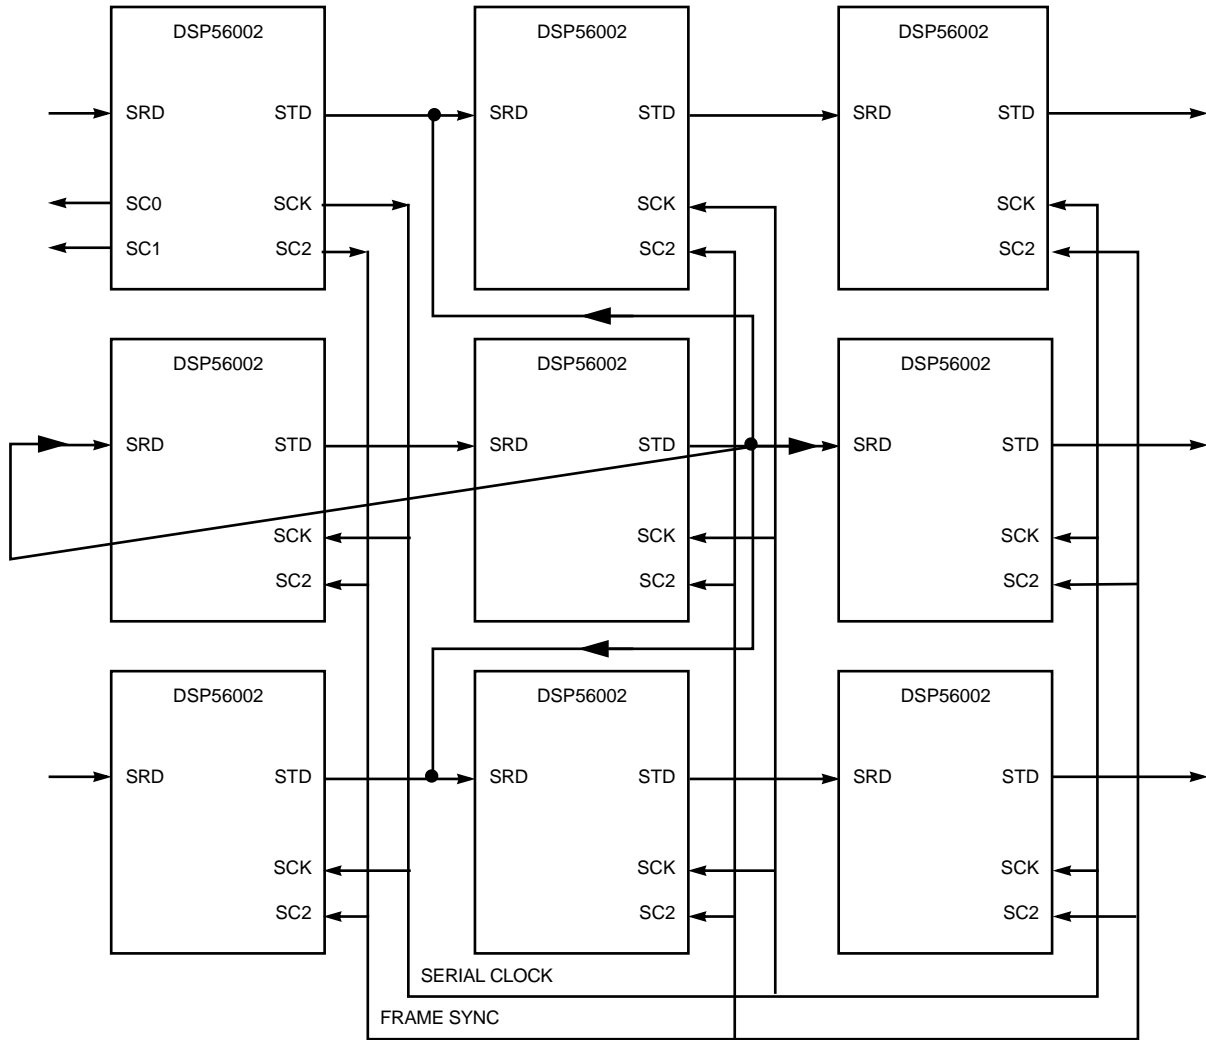 DSP56002 DSP56002 DSP56002
SRD STD SRD STD SRD STD
SC0 SCK SCK SCK
SC1 SC2 SC2 SC2
DSP56002 DSP56002 DSP56002
SRD STD SRD STD SRD STD
SCK SCK SCK
SC2 SC2 SC2
DSP56002 DSP56002 DSP56002
SRD STD SRD STD SRD STD
SCK SCK SCK
SC2 SC2 SC2
SERIAL CLOCK
FRAME SYNC